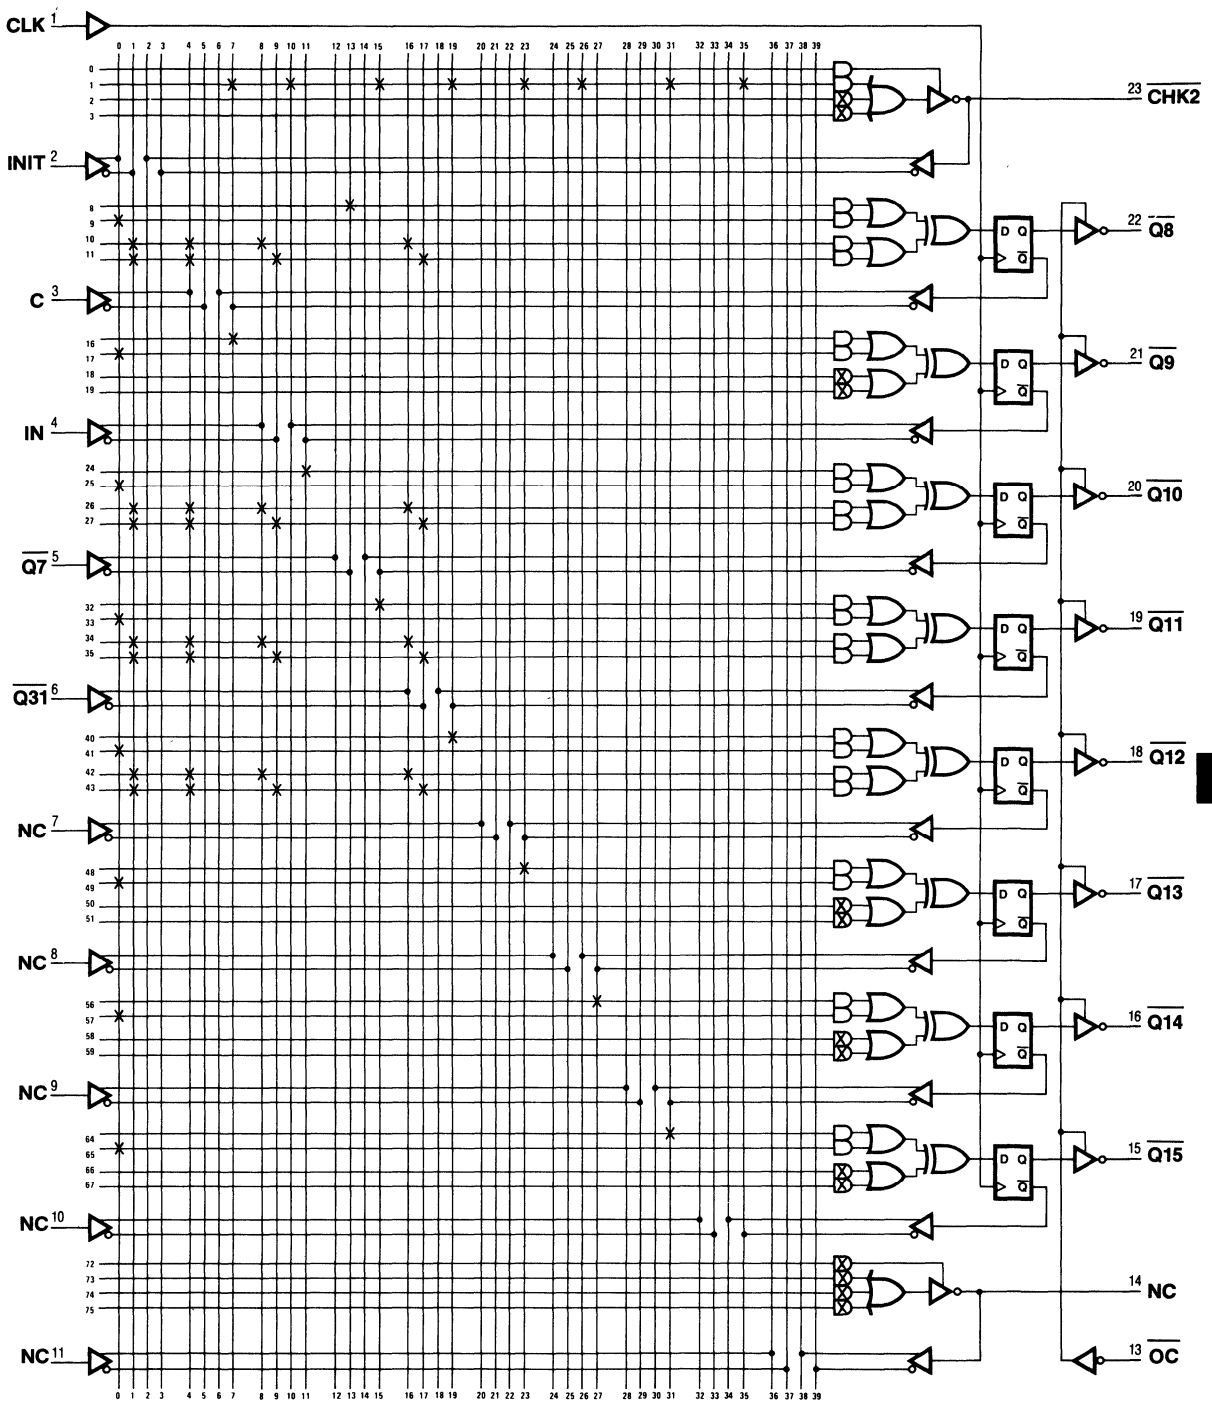 CLK 1
0 1 2 3 4 5 6 7 8 9 10 11 12 13 14 15 16 17 18 19 20 21 22 23 24 25 26 27 28 29 30 31 32 33 34 35 36 37 38 39
0
1
2
3
23 CHK2
INIT 2
8
9
10
11
D Q
Q
22 Q8
C 3
16
17
18
19
D Q
Q
21 Q9
IN 4
24
25
26
27
D Q
Q
20 Q10
Q7 5
32
33
34
35
D Q
Q
19 Q11
Q31 6
40
41
42
43
D Q
Q
18 Q12
NC 7
48
49
50
51
D Q
Q
17 Q13
NC 8
56
57
58
59
D Q
Q
16 Q14
NC 9
64
65
66
67
D Q
Q
15 Q15
NC 10
72
73
74
75
14 NC
NC 11
13 OC
0 1 2 3 4 5 6 7 8 9 10 11 12 13 14 15 16 17 18 19 20 21 22 23 24 25 26 27 28 29 30 31 32 33 34 35 36 37 38 39